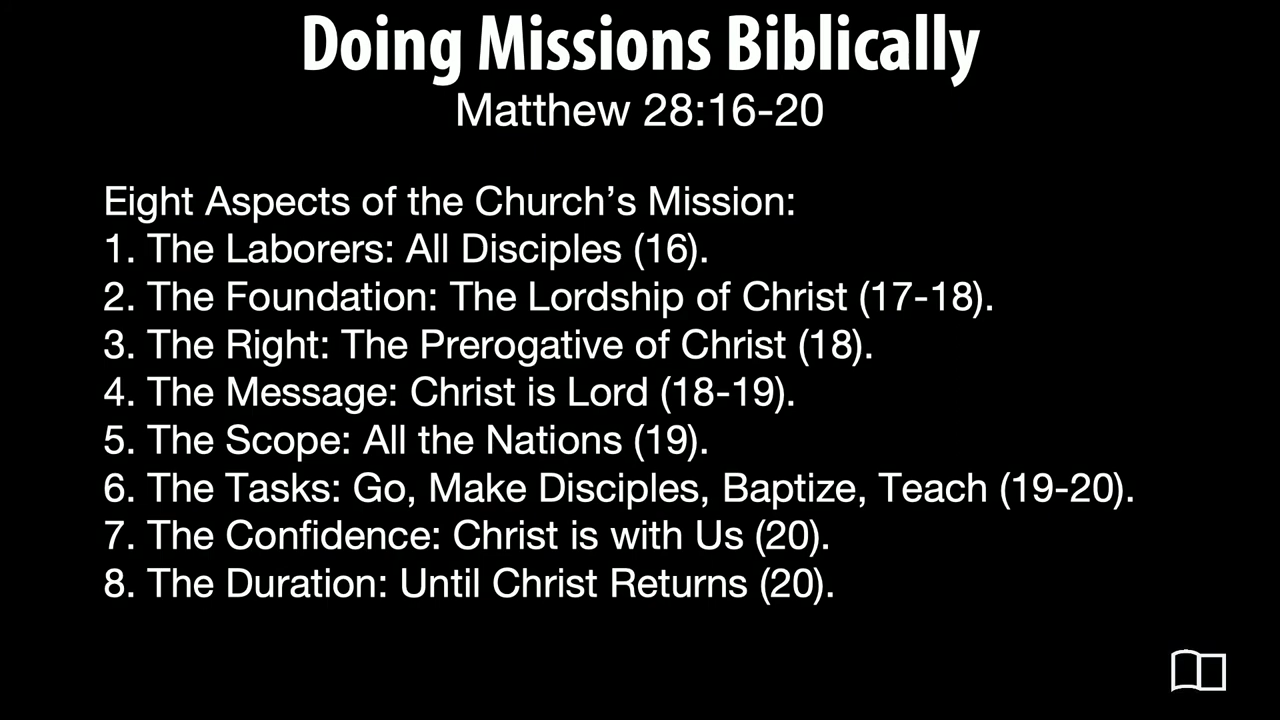 Doing Missions Biblically
Matthew 28:16-20
Eight Aspects of the Church’s Mission:
1. The Laborers: All Disciples (16).
2. The Foundation: The Lordship of Christ (17-18).
3. The Right: The Prerogative of Christ (18).
4. The Message: Christ is Lord (18-19).
5. The Scope: All the Nations (19).
6. The Tasks: Go, Make Disciples, Baptize, Teach (19-20).
7. The Confidence: Christ is with Us (20).
8. The Duration: Until Christ Returns (20).